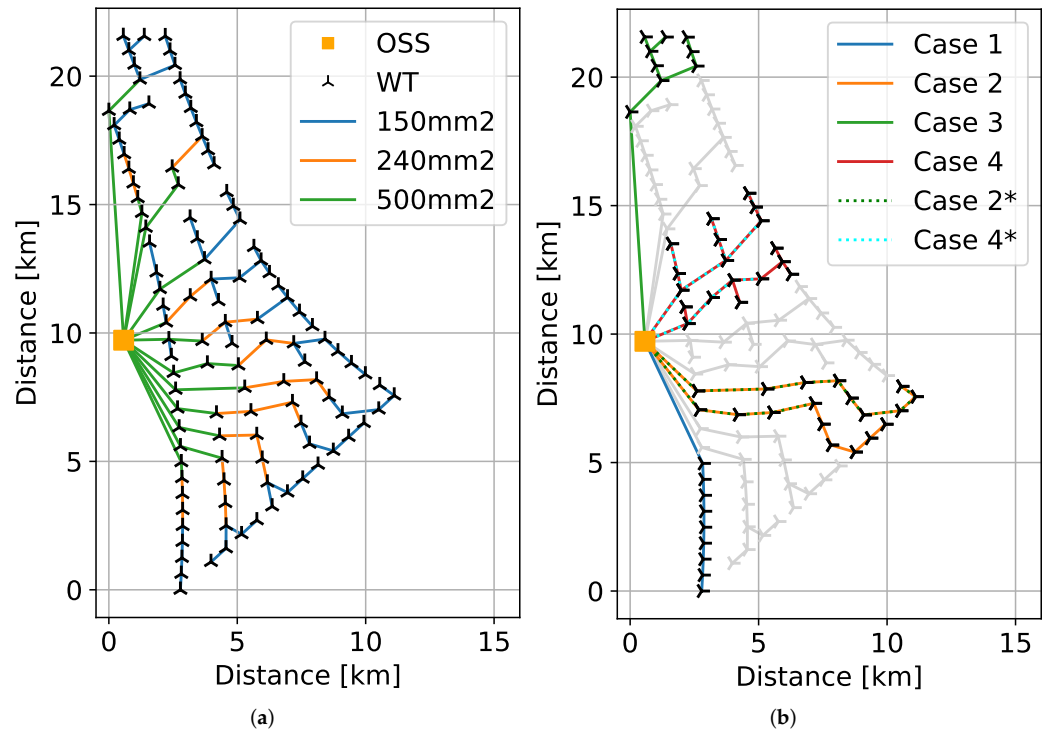 OSS
WT
150mm2
240mm2
500mm2
20
15
10
5
0
Distance [km]
0 5 10 15
Distance [km]
(a)
Case 1
Case 2
Case 3
Case 4
Case 2*
Case 4*
20
15
10
5
0
Distance [km]
0 5 10 15
Distance [km]
(b)